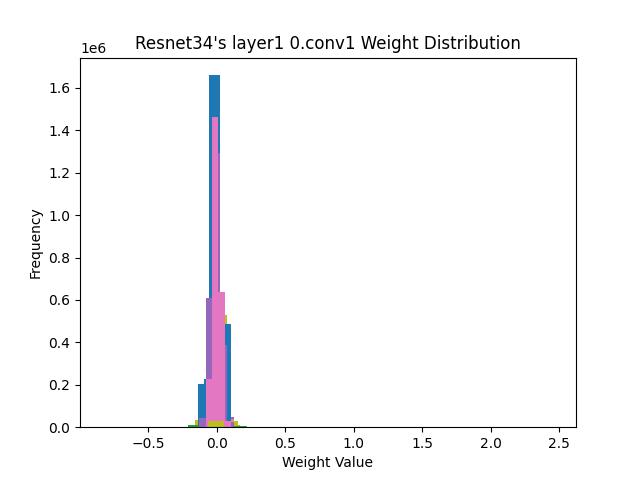 Resnet34's layer1 0.conv1 Weight Distribution
1e6
1.6
1.4
1.2
1.0
0.8
0.6
0.4
0.2
0.0
Frequency
−0.5 0.0 0.5 1.0 1.5 2.0 2.5
Weight Value